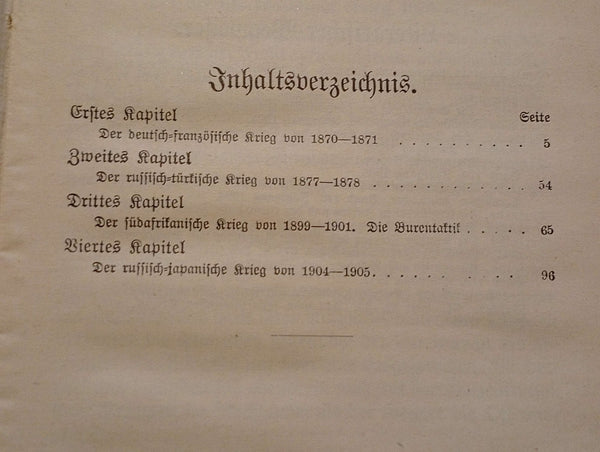 Inhaltsverzeichnis.
Erstes Kapitel Seite
Der deutsch-französische Krieg von 1870—1871 . . . . . . . . . . 5
Zweites Kapitel
Der russisch-türkische Krieg von 1877—1878 . . . . . . . . . . . . 54
Drittes Kapitel
Der südafrikanische Krieg von 1899—1901. Die Burentaktik . . . . . 65
Viertes Kapitel
Der russisch-japanische Krieg von 1904—1905. . . . . . . . . . . 96